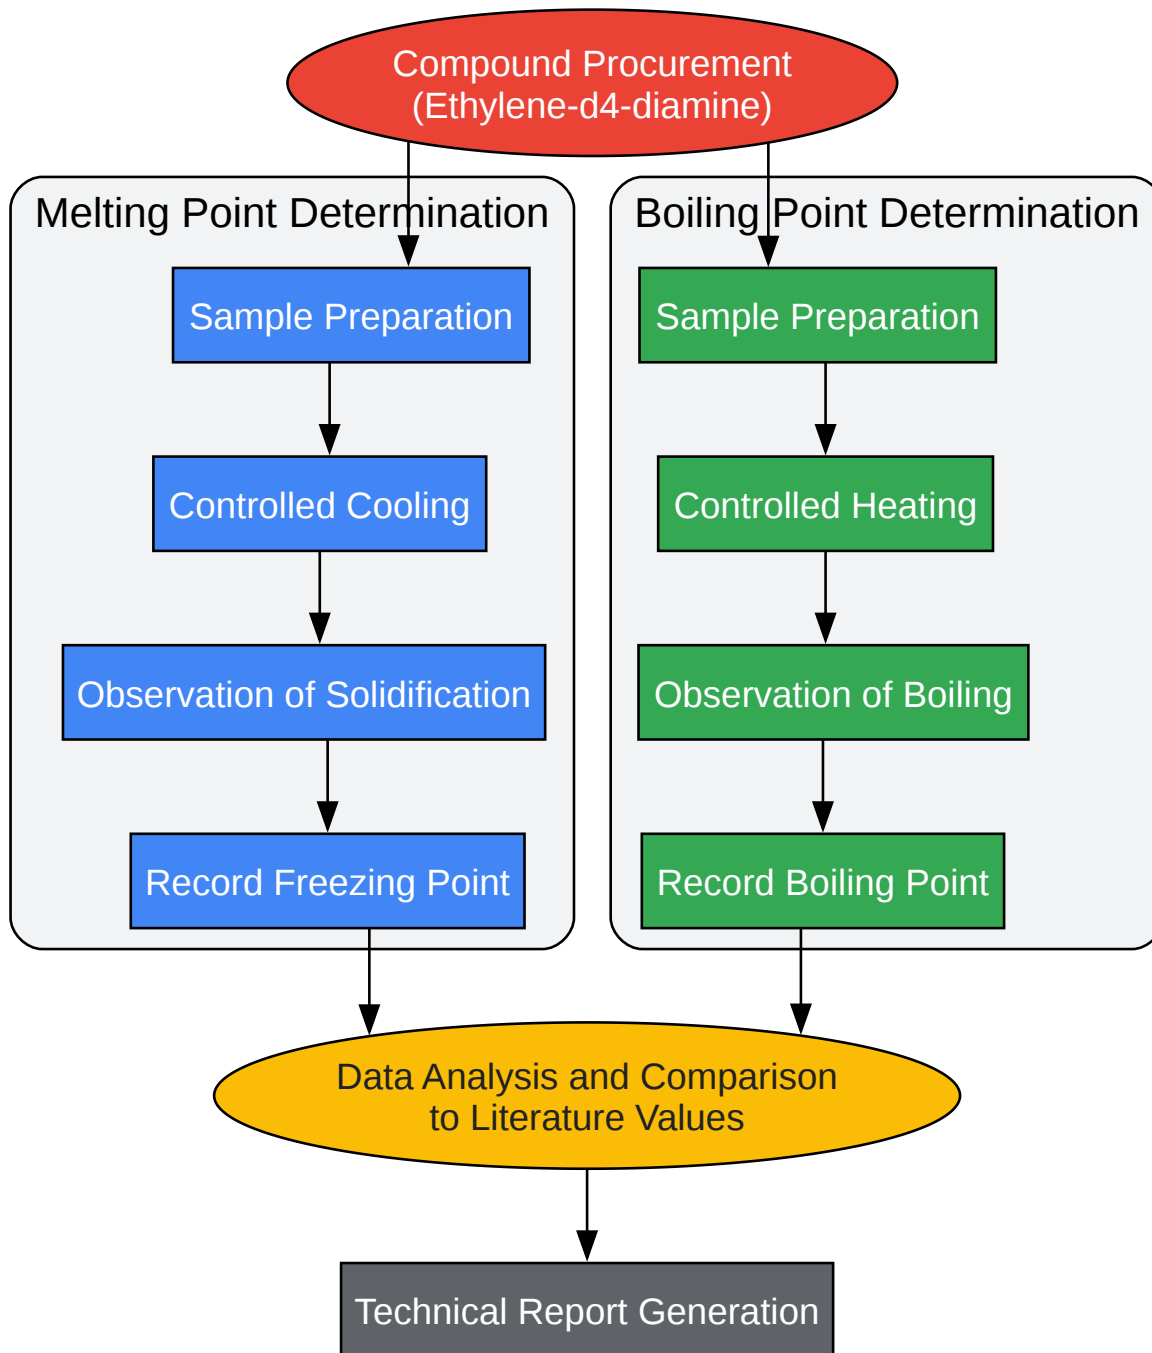 Compound Procurement
(Ethylene-d4-diamine)
Melting Point Determination
Sample Preparation
Controlled Cooling
Observation of Solidification
Record Freezing Point
Boiling Point Determination
Sample Preparation
Controlled Heating
Observation of Boiling
Record Boiling Point
Data Analysis and Comparison
to Literature Values
Technical Report Generation